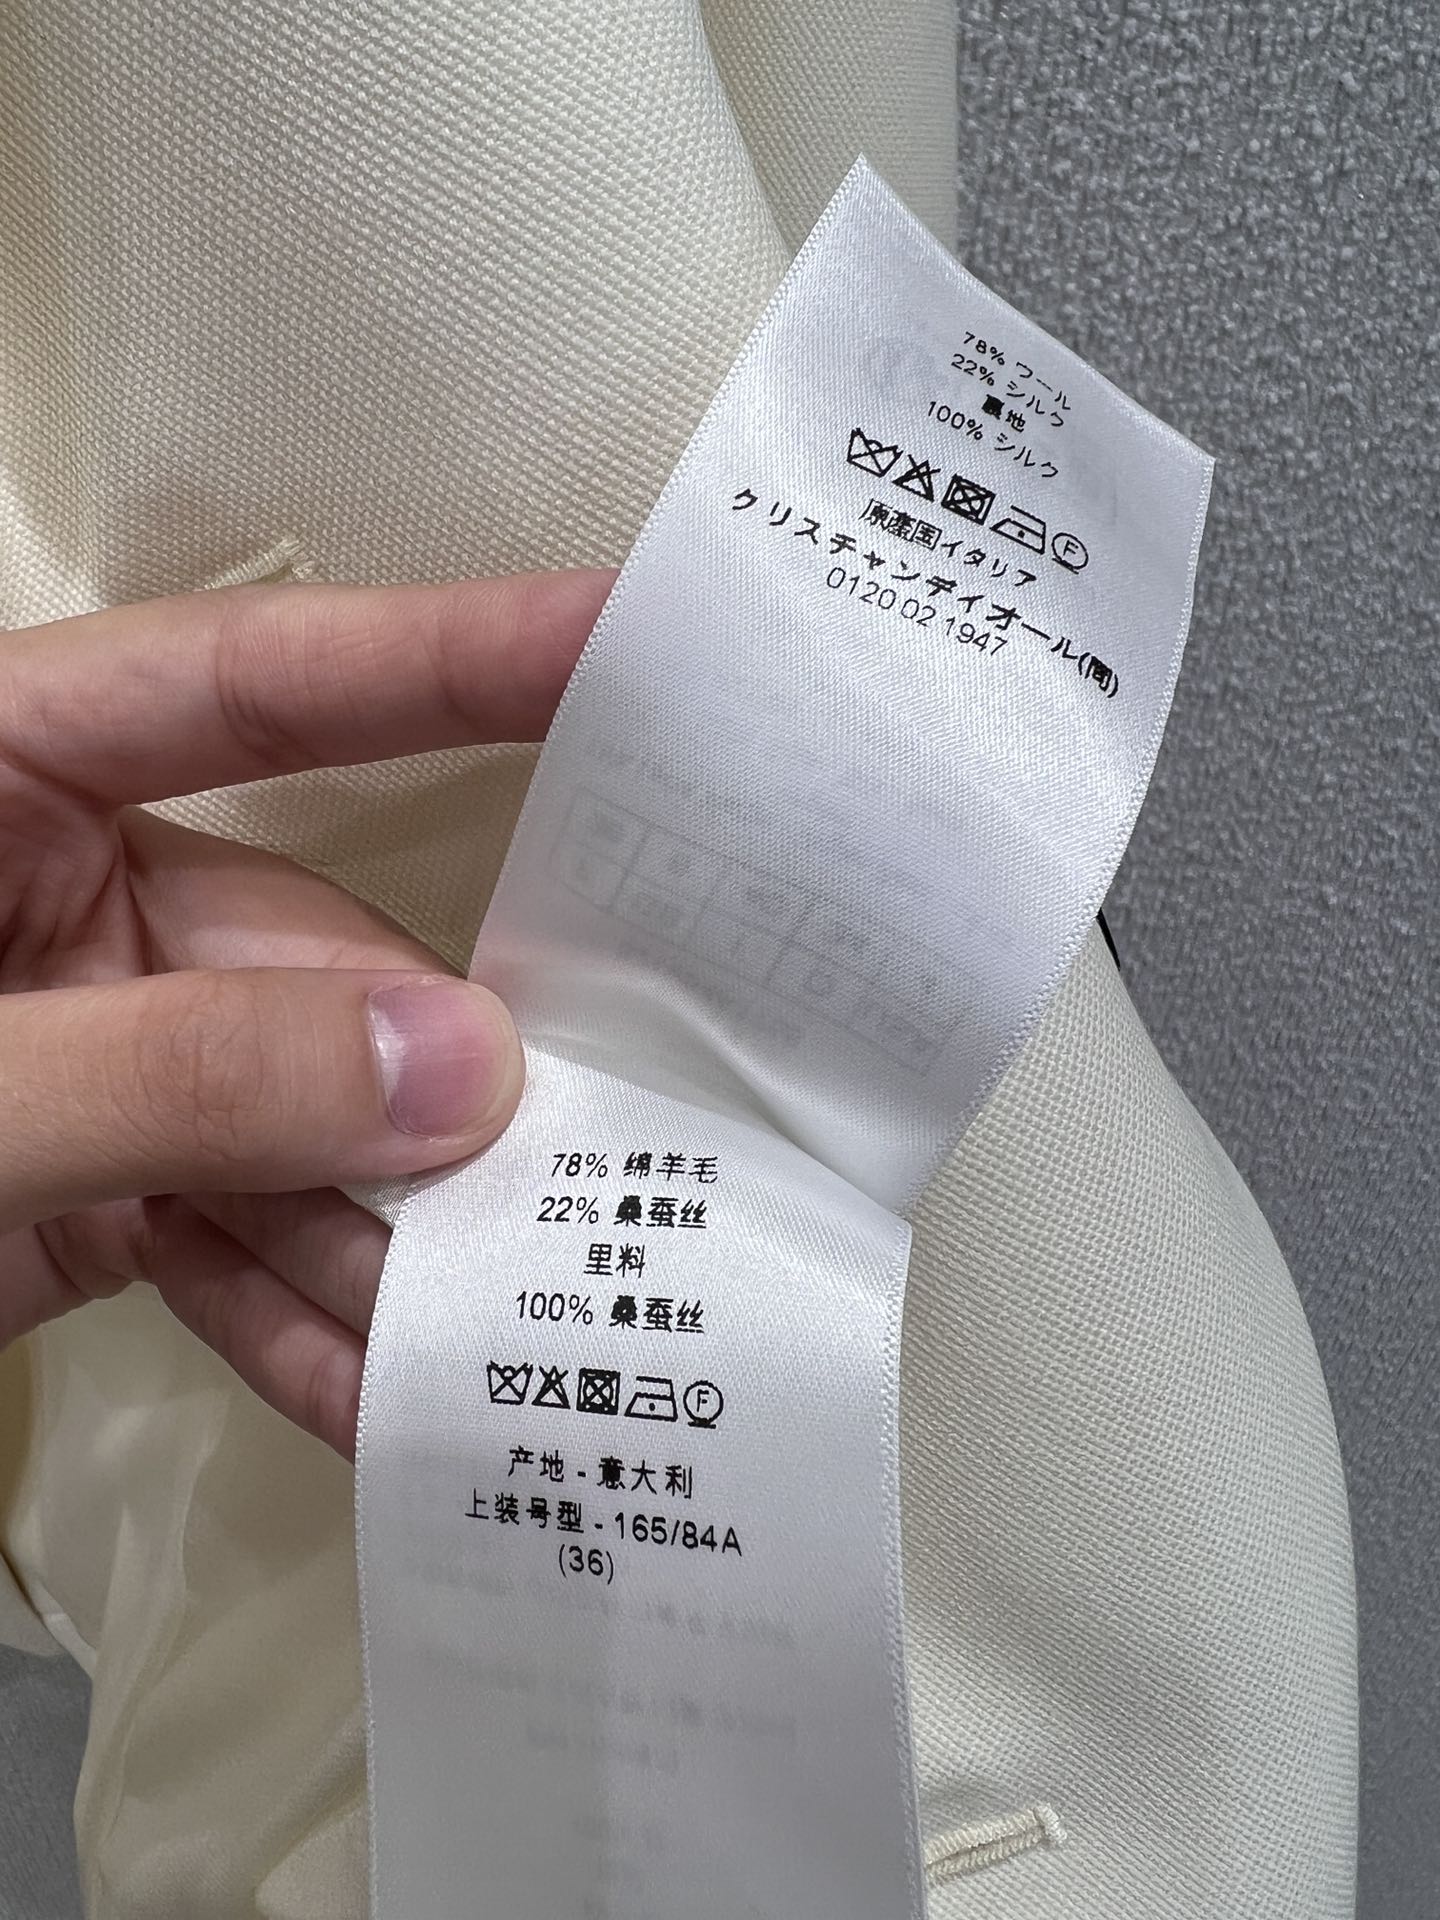 78% ウール
22% シルク
裏地
100% シルク
F
原産国イタリア
クリスチャンディオール(同)
0120 02 1947
78% 绵羊毛
22% 桑蚕丝
里料
100% 桑蚕丝
F
产地 - 意大利
上装号型 - 165/84A
(36)